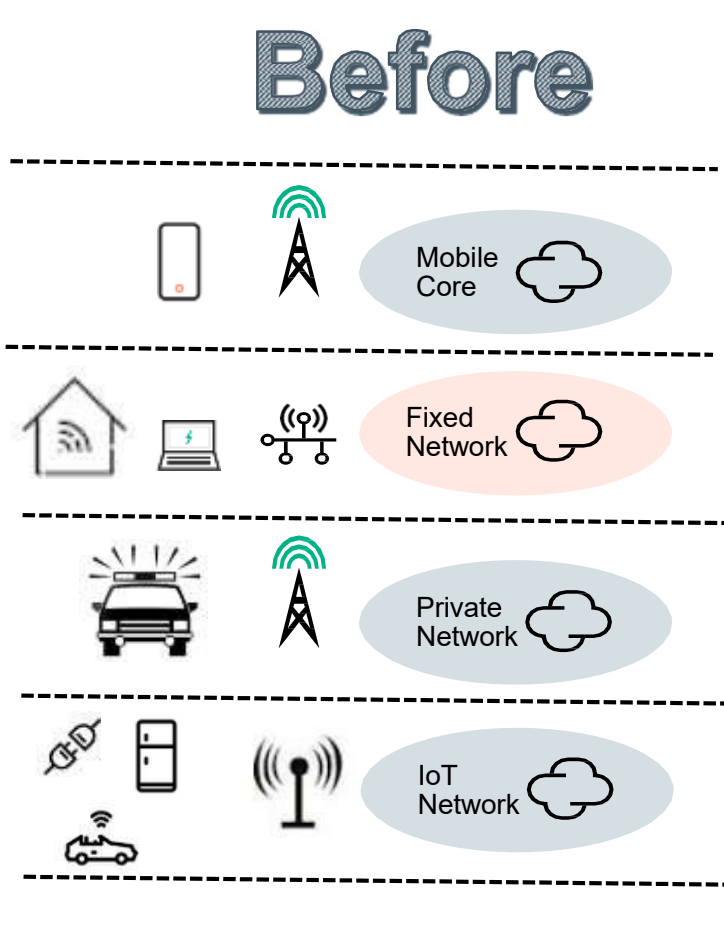 Before
Mobile
Core
Fixed
Network
Private
Network
IoT
Network